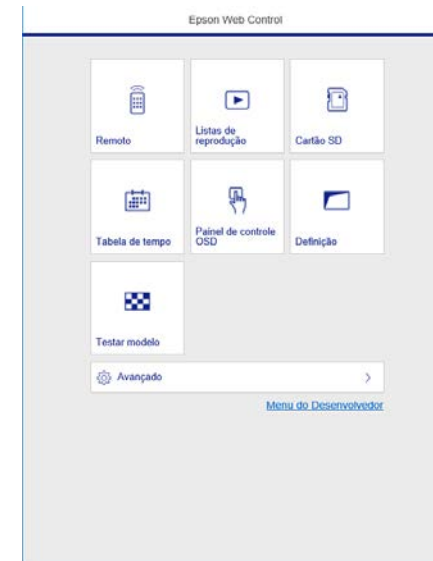 Epson Web Control
Remoto
Listas de
reprodução
Cartão SD
Tabela de tempo
Painel de controle
OSD
Definição
Testar modelo
Avançado
Menu do Desenvolvedor